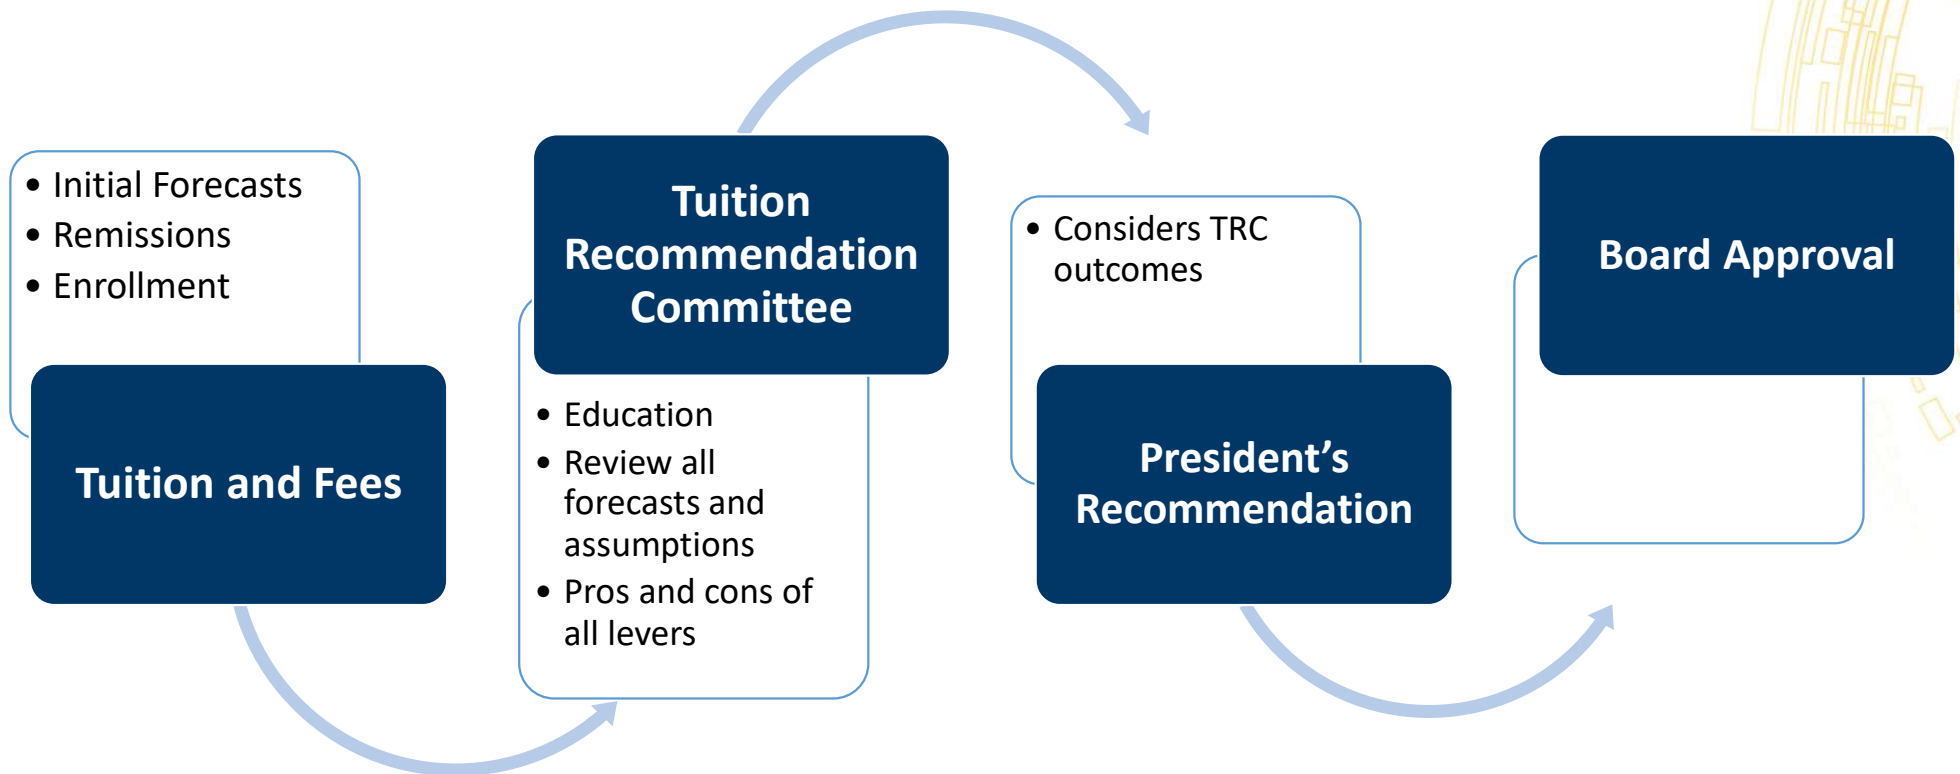 • Initial Forecasts
• Remissions
• Enrollment
Tuition and Fees
Tuition
Recommendation
Committee
• Education
• Review all
forecasts and
assumptions
• Pros and cons of
all levers
• Considers TRC
outcomes
President’s
Recommendation
Board Approval